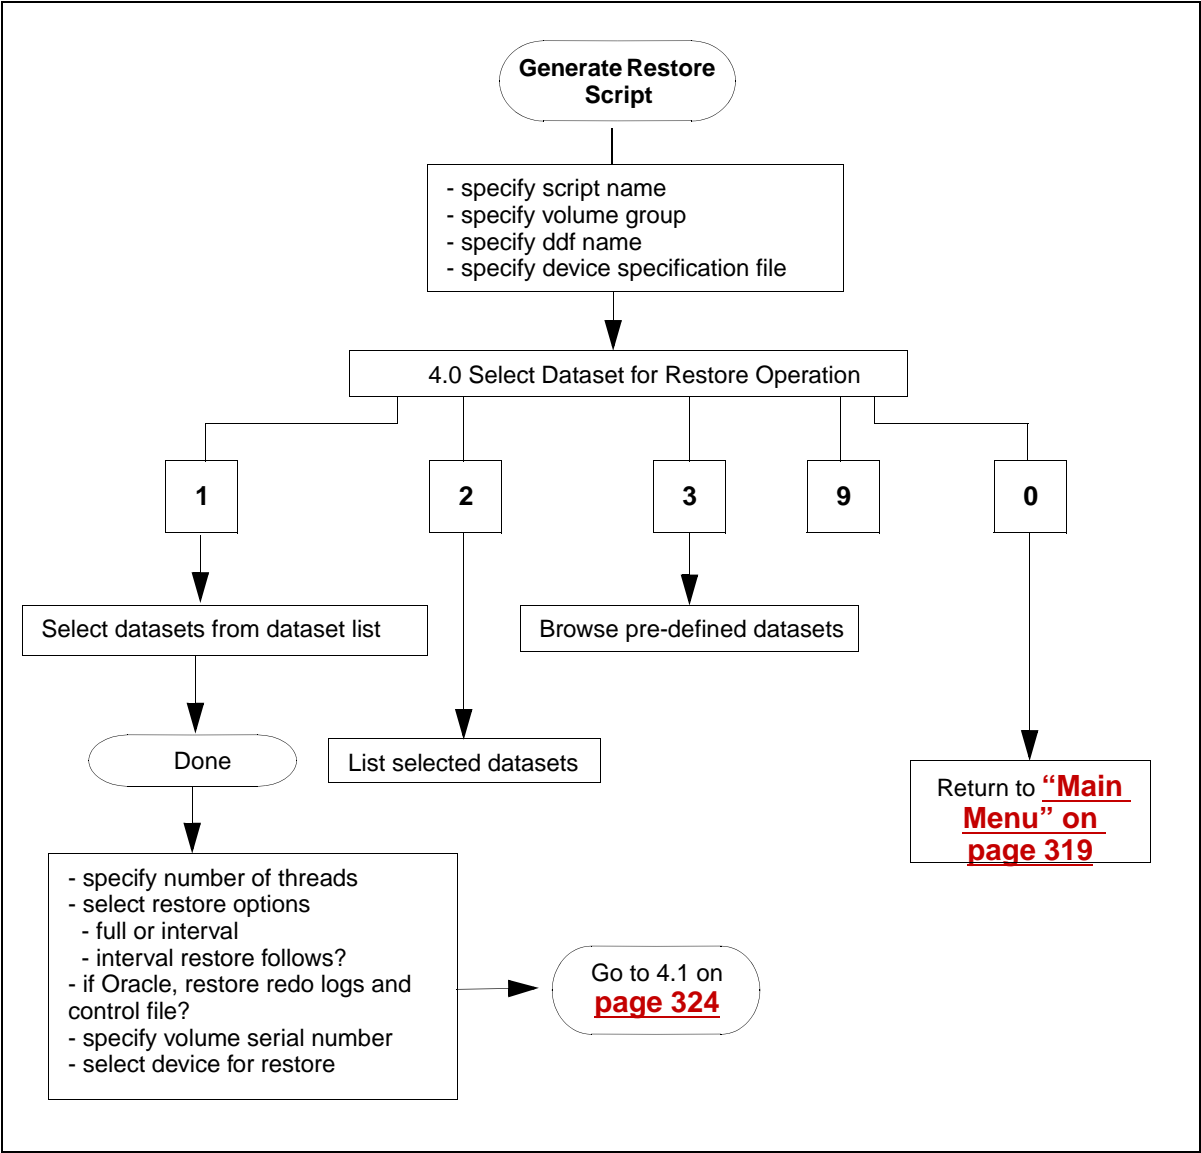 Generate Restore
Script
- specify script name
- specify volume group
- specify ddf name
- specify device specification file
4.0 Select Dataset for Restore Operation
1
2
3
9
0
Select datasets from dataset list
Browse pre-defined datasets
Done
List selected datasets
Return to “Main
Menu” on
page 319
- specify number of threads
- select restore options
- full or interval
- interval restore follows?
- if Oracle, restore redo logs and
control file?
- specify volume serial number
- select device for restore
Go to 4.1 on
page 324